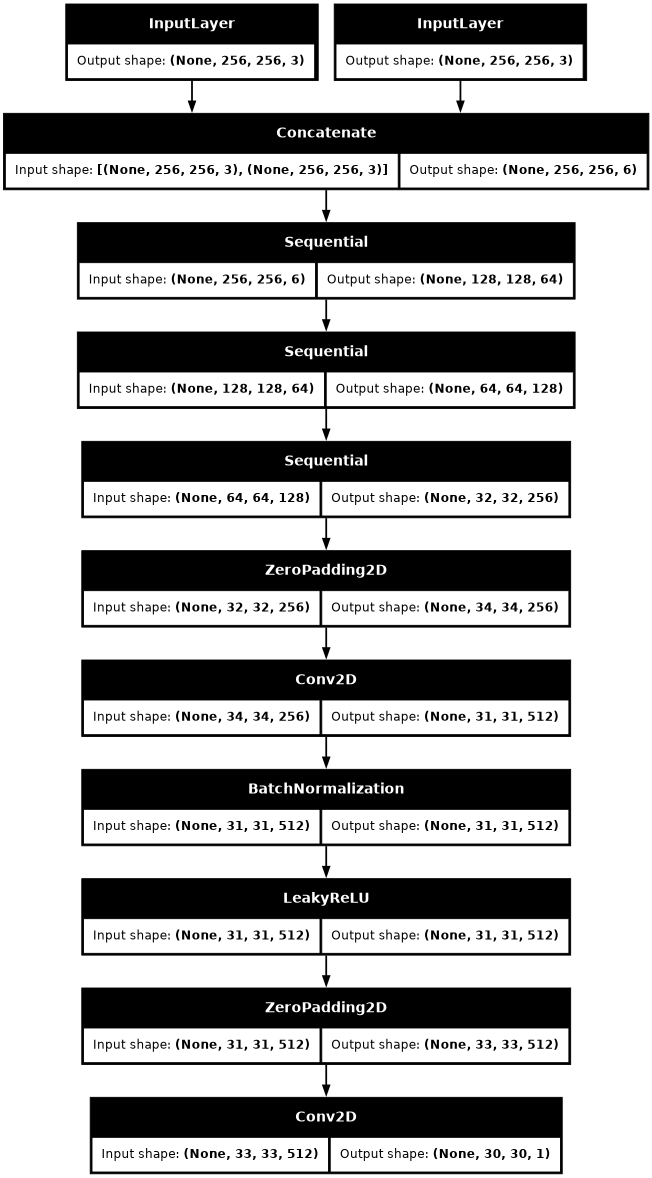 InputLayer
Output shape: (None, 256, 256, 3)
InputLayer
Output shape: (None, 256, 256, 3)
Concatenate
Input shape: [(None, 256, 256, 3), (None, 256, 256, 3)]
Output shape: (None, 256, 256, 6)
Sequential
Input shape: (None, 256, 256, 6)
Output shape: (None, 128, 128, 64)
Sequential
Input shape: (None, 128, 128, 64)
Output shape: (None, 64, 64, 128)
Sequential
Input shape: (None, 64, 64, 128)
Output shape: (None, 32, 32, 256)
ZeroPadding2D
Input shape: (None, 32, 32, 256)
Output shape: (None, 34, 34, 256)
Conv2D
Input shape: (None, 34, 34, 256)
Output shape: (None, 31, 31, 512)
BatchNormalization
Input shape: (None, 31, 31, 512)
Output shape: (None, 31, 31, 512)
LeakyReLU
Input shape: (None, 31, 31, 512)
Output shape: (None, 31, 31, 512)
ZeroPadding2D
Input shape: (None, 31, 31, 512)
Output shape: (None, 33, 33, 512)
Conv2D
Input shape: (None, 33, 33, 512)
Output shape: (None, 30, 30, 1)